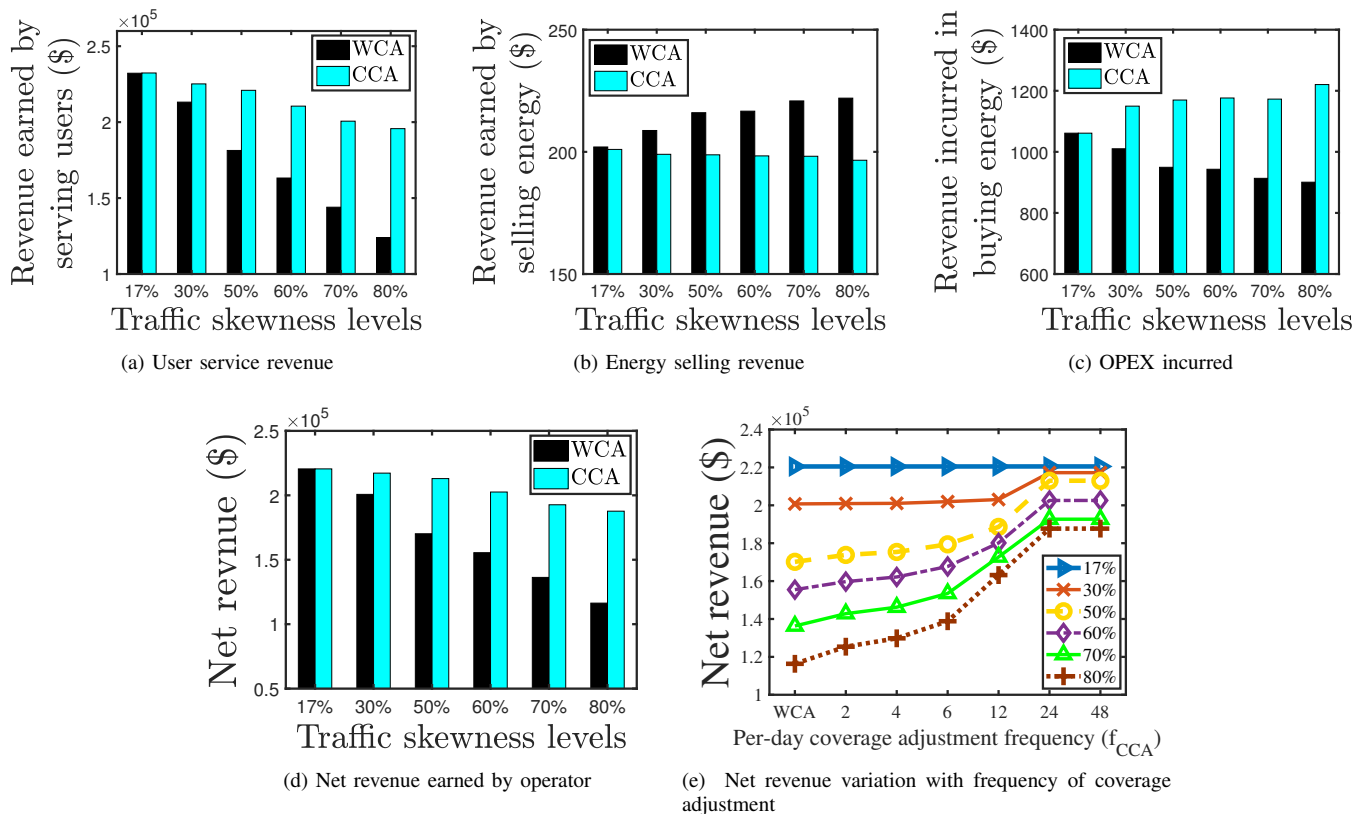 ×10⁵
Revenue earned by
serving users ($)
2.5
2
1.5
1
WCA
CCA
17% 30% 50% 60% 70% 80%
Traffic skewness levels
(a) User service revenue
Revenue earned by
selling energy ($)
250
200
150
WCA
CCA
17% 30% 50% 60% 70% 80%
Traffic skewness levels
(b) Energy selling revenue
Revenue incurred in
buying energy ($)
1400
1200
1000
800
600
WCA
CCA
17% 30% 50% 60% 70% 80%
Traffic skewness levels
(c) OPEX incurred
×10⁵
Net revnue ($)
2.5
2
1.5
1
0.5
WCA
CCA
17% 30% 50% 60% 70% 80%
Traffic skewness levels
(d) Net revenue earned by operator
×10⁵
Net revenue ($)
2.4
2.2
2
1.8
1.6
1.4
1.2
1
17%
30%
50%
60%
70%
80%
WCA 2 4 6 12 24 48
Per-day coverage adjustment frequency (f_CCA)
(e) Net revenue variation with frequency of coverage
adjustment